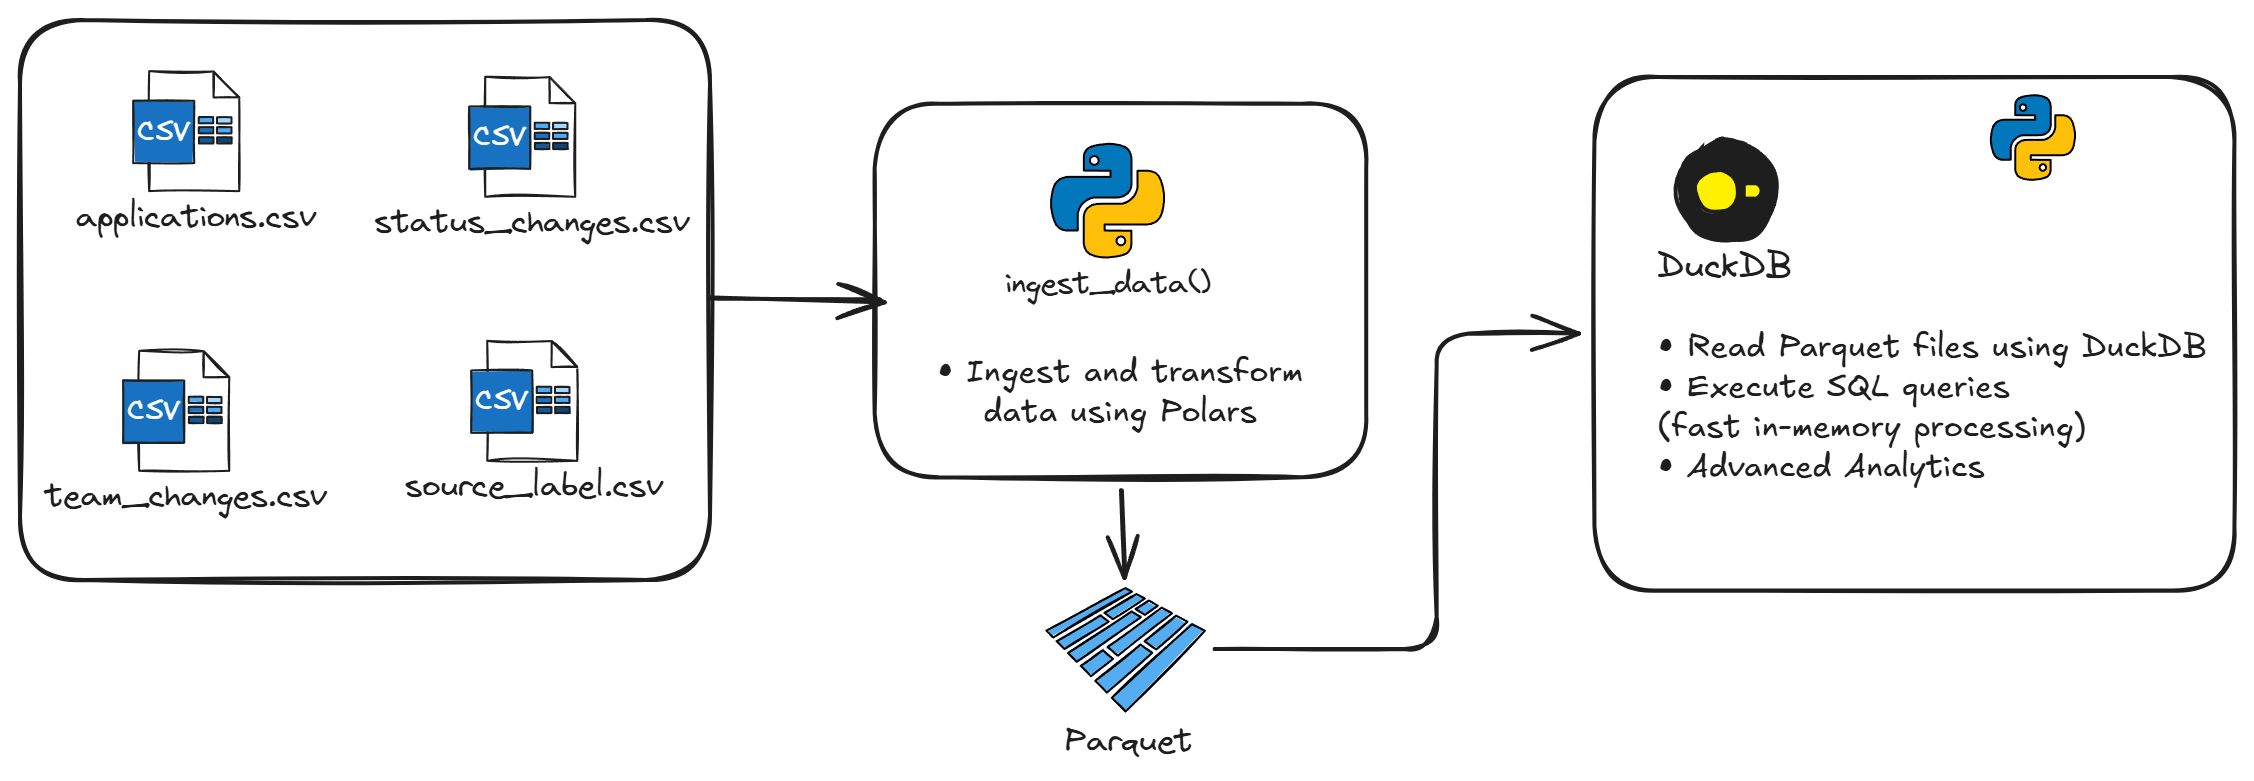 CSV
applications.csv
CSV
status_changes.csv
CSV
team_changes.csv
CSV
source_label.csv
ingest_data()
• Ingest and transform
data using Polars
Parquet
DuckDB
• Read Parquet files using DuckDB
• Execute SQL queries
(fast in-memory processing)
• Advanced Analytics